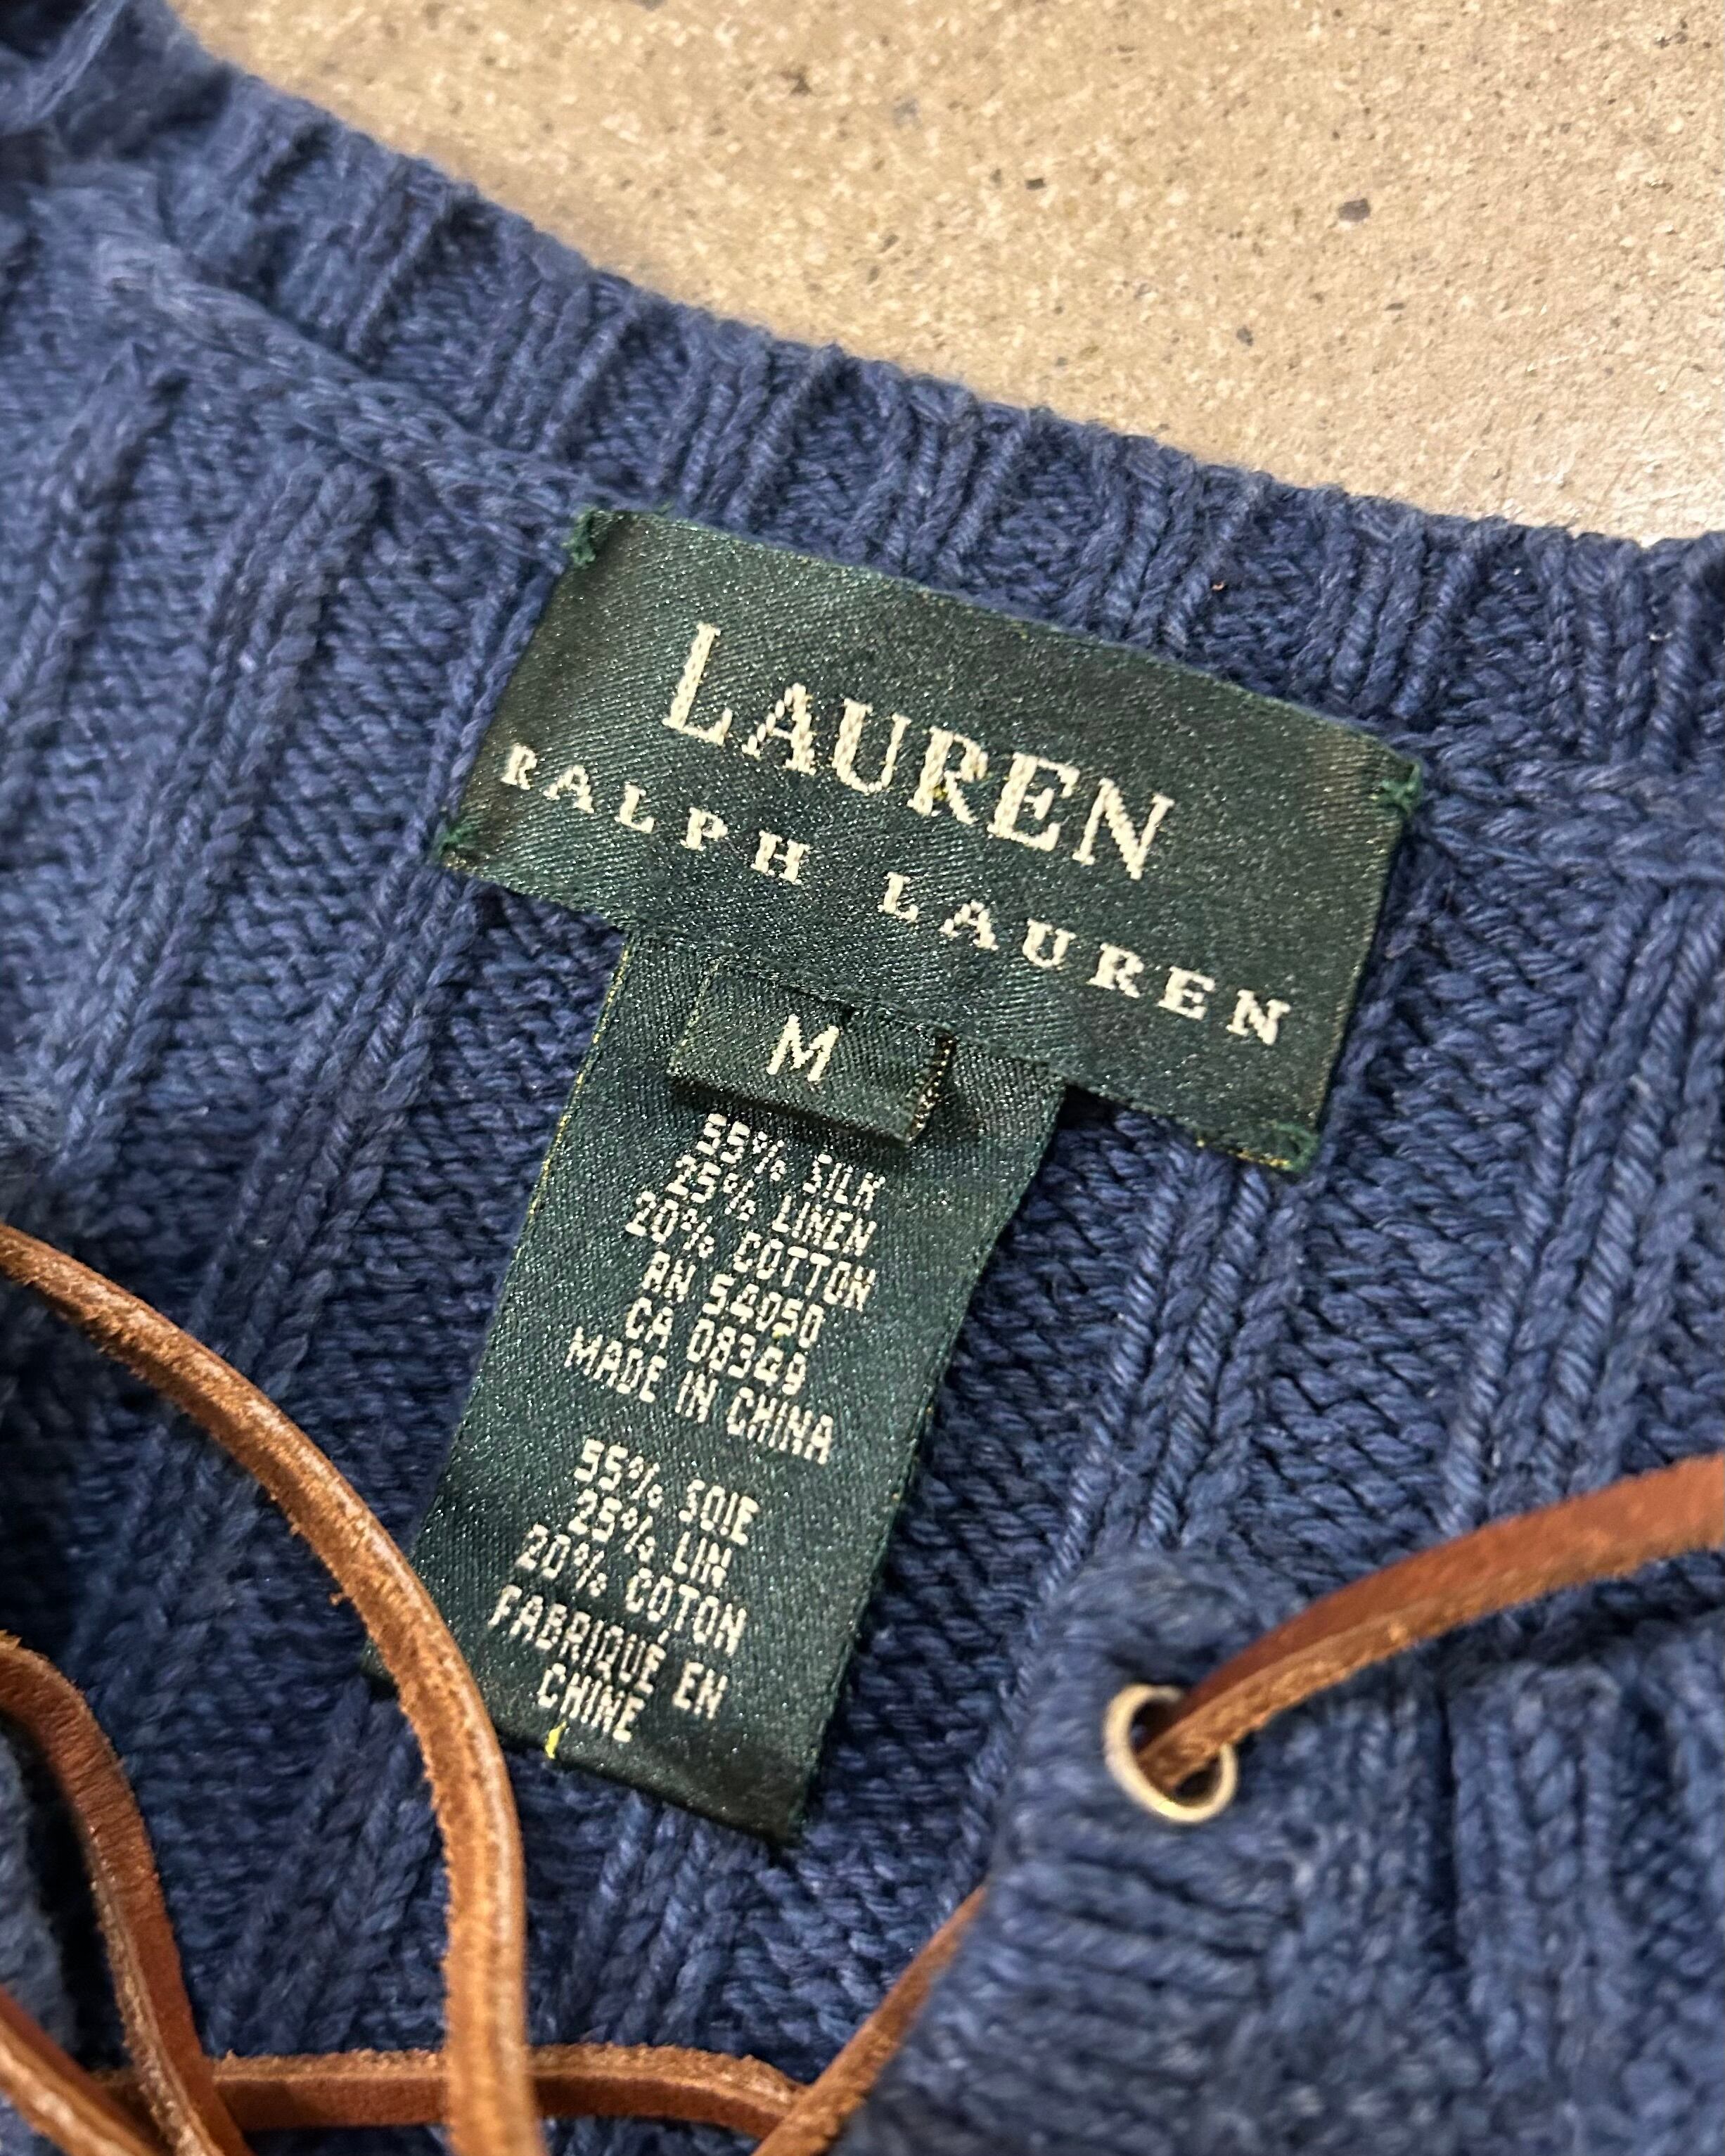 LAUREN
RALPH LAUREN
M
55% SILK
25% LINEN
20% COTTON
RN 54050
CA 08349
MADE IN CHINA
55% SOIE
25% LIN
20% COTON
FABRIQUE EN
CHINE